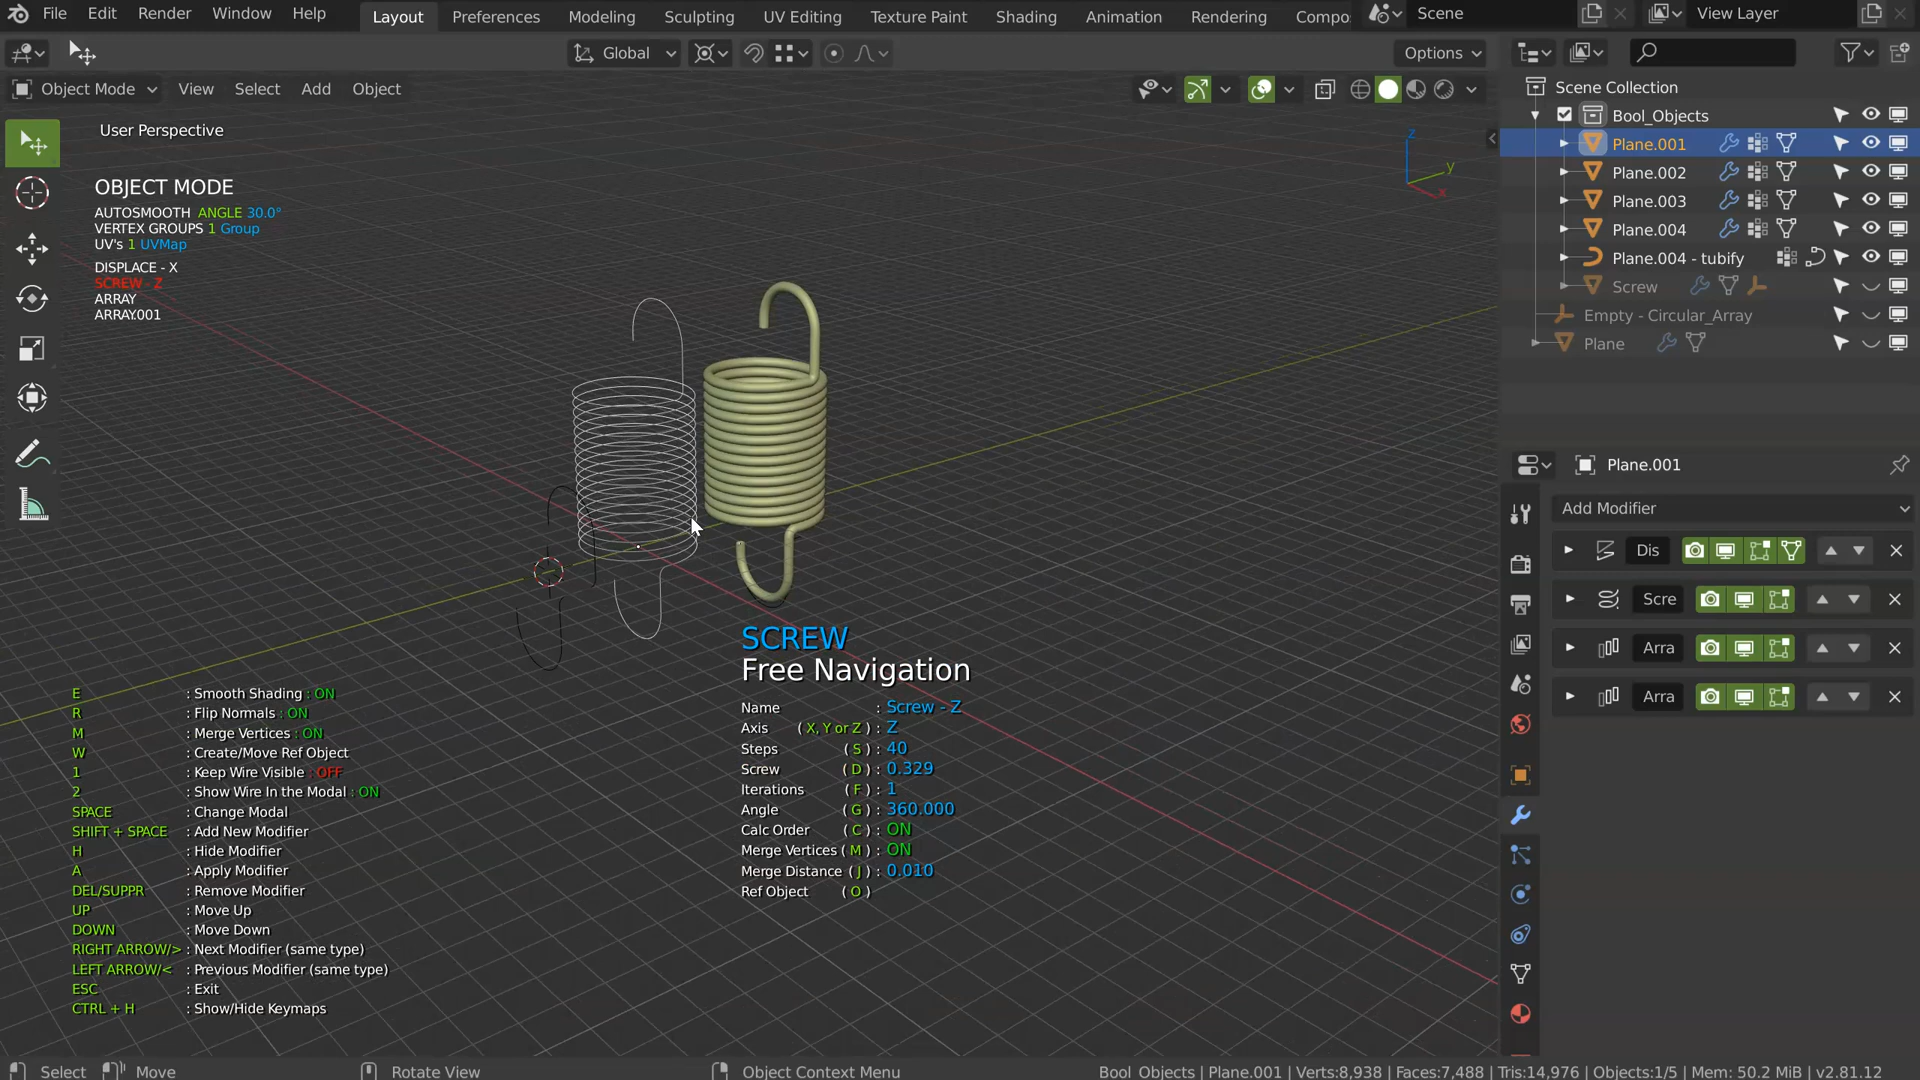 File Edit Render Window Help Layout Preferences Modeling Sculpting UV Editing Texture Paint Shading Animation Rendering Compo Scene View Layer
Global Options
Object Mode View Select Add Object
User Perspective
OBJECT MODE
AUTOSMOOTH ANGLE 30.0°
VERTEX GROUPS 1 Group
UV's 1 UVMap
DISPLACE - X
SCREW - Z
ARRAY
ARRAY.001
z
y
x
SCREW
Free Navigation
Name : Screw - Z
Axis ( X, Y or Z ) : Z
Steps ( S ) : 40
Screw ( D ) : 0.329
Iterations ( F ) : 1
Angle ( G ) : 360.000
Calc Order ( C ) : ON
Merge Vertices ( M ) : ON
Merge Distance ( J ) : 0.010
Ref Object ( O )
E : Smooth Shading : ON
R : Flip Normals : ON
M : Merge Vertices : ON
W : Create/Move Ref Object
1 : Keep Wire Visible : OFF
2 : Show Wire In the Modal : ON
SPACE : Change Modal
SHIFT + SPACE : Add New Modifier
H : Hide Modifier
A : Apply Modifier
DEL/SUPPR : Remove Modifier
UP : Move Up
DOWN : Move Down
RIGHT ARROW/> : Next Modifier (same type)
LEFT ARROW/< : Previous Modifier (same type)
ESC : Exit
CTRL + H : Show/Hide Keymaps
Scene Collection
Bool_Objects
Plane.001
Plane.002
Plane.003
Plane.004
Plane.004 - tubify
Screw
Empty - Circular_Array
Plane
Plane.001
Add Modifier
Dis
Scre
Arra
Arra
Select Move Rotate View Object Context Menu Bool_Objects | Plane.001 | Verts:8,938 | Faces:7,488 | Tris:14,976 | Objects:1/5 | Mem: 50.2 MiB | v2.81.12